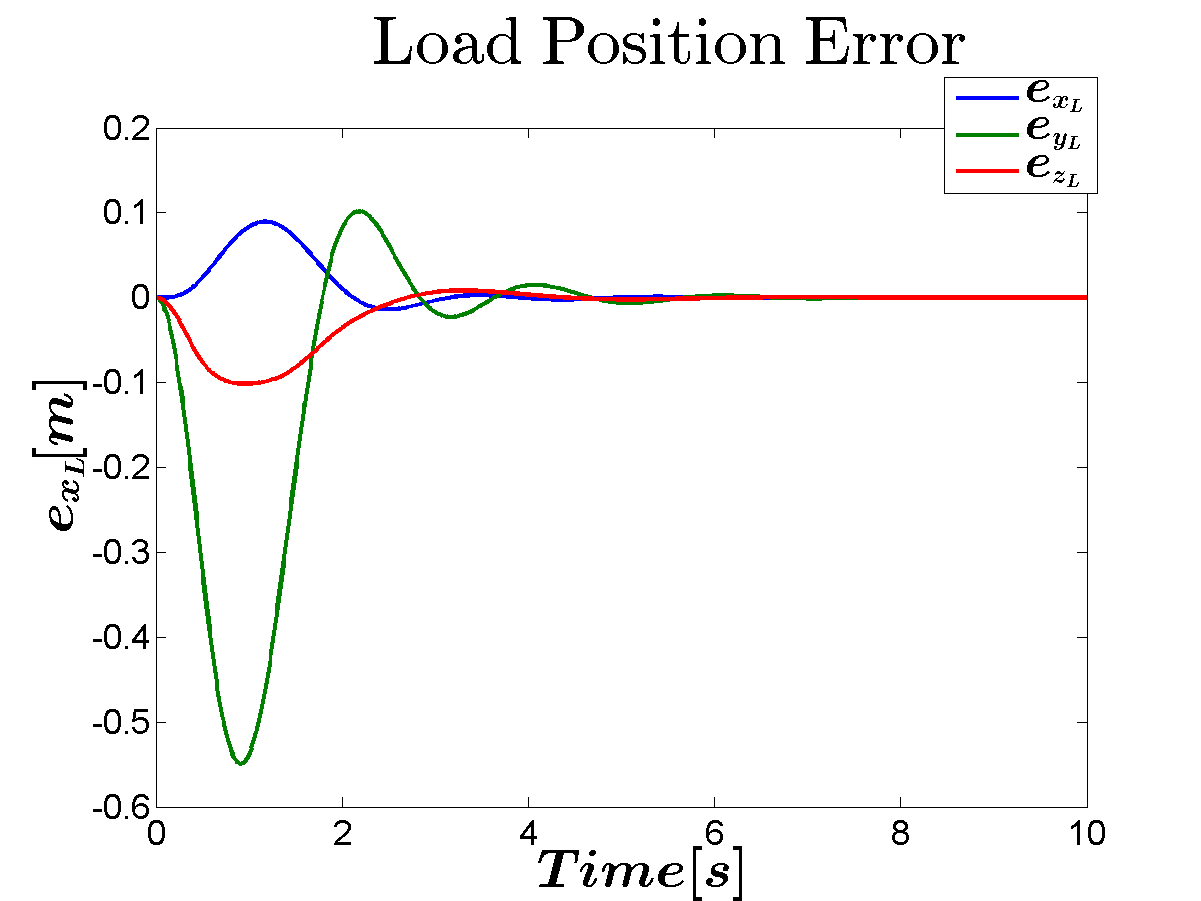 Load Position Error
e_{x_L}
e_{y_L}
e_{z_L}
0.2
0.1
0
-0.1
-0.2
-0.3
-0.4
-0.5
-0.6
e_{x_L}[m]
0 2 4 6 8 10
Time[s]